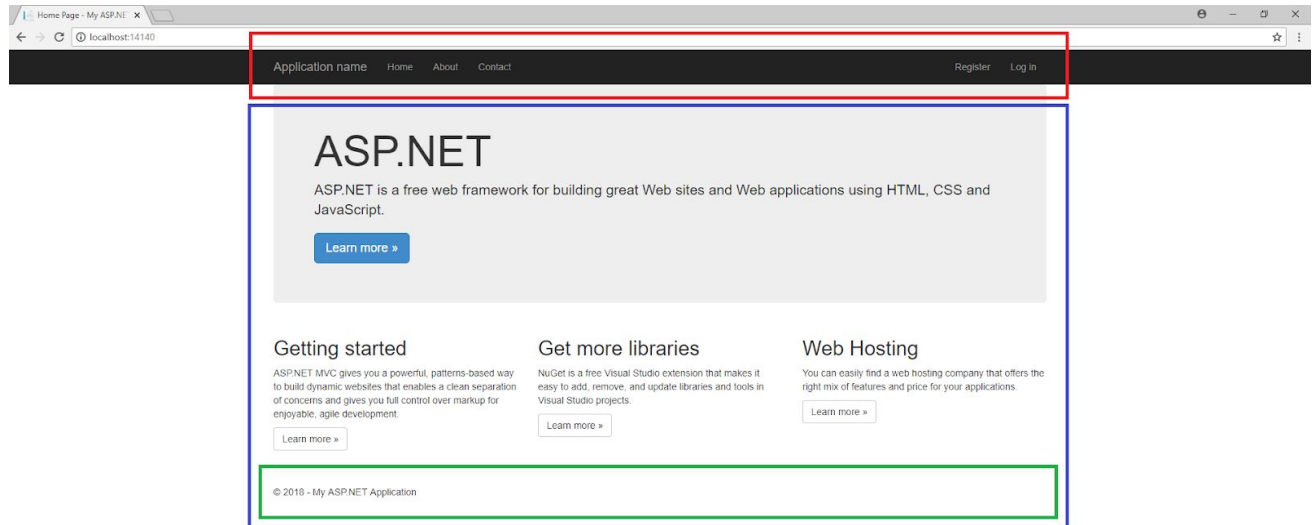 Home Page - My ASP.NE
localhost:14140
Application name Home About Contact Register Log in
ASP.NET
ASP.NET is a free web framework for building great Web sites and Web applications using HTML, CSS and
JavaScript.
Learn more »
Getting started
ASP.NET MVC gives you a powerful, patterns-based way
to build dynamic websites that enables a clean separation
of concerns and gives you full control over markup for
enjoyable, agile development.
Learn more »
Get more libraries
NuGet is a free Visual Studio extension that makes it
easy to add, remove, and update libraries and tools in
Visual Studio projects.
Learn more »
Web Hosting
You can easily find a web hosting company that offers the
right mix of features and price for your applications.
Learn more »
© 2018 - My ASP.NET Application